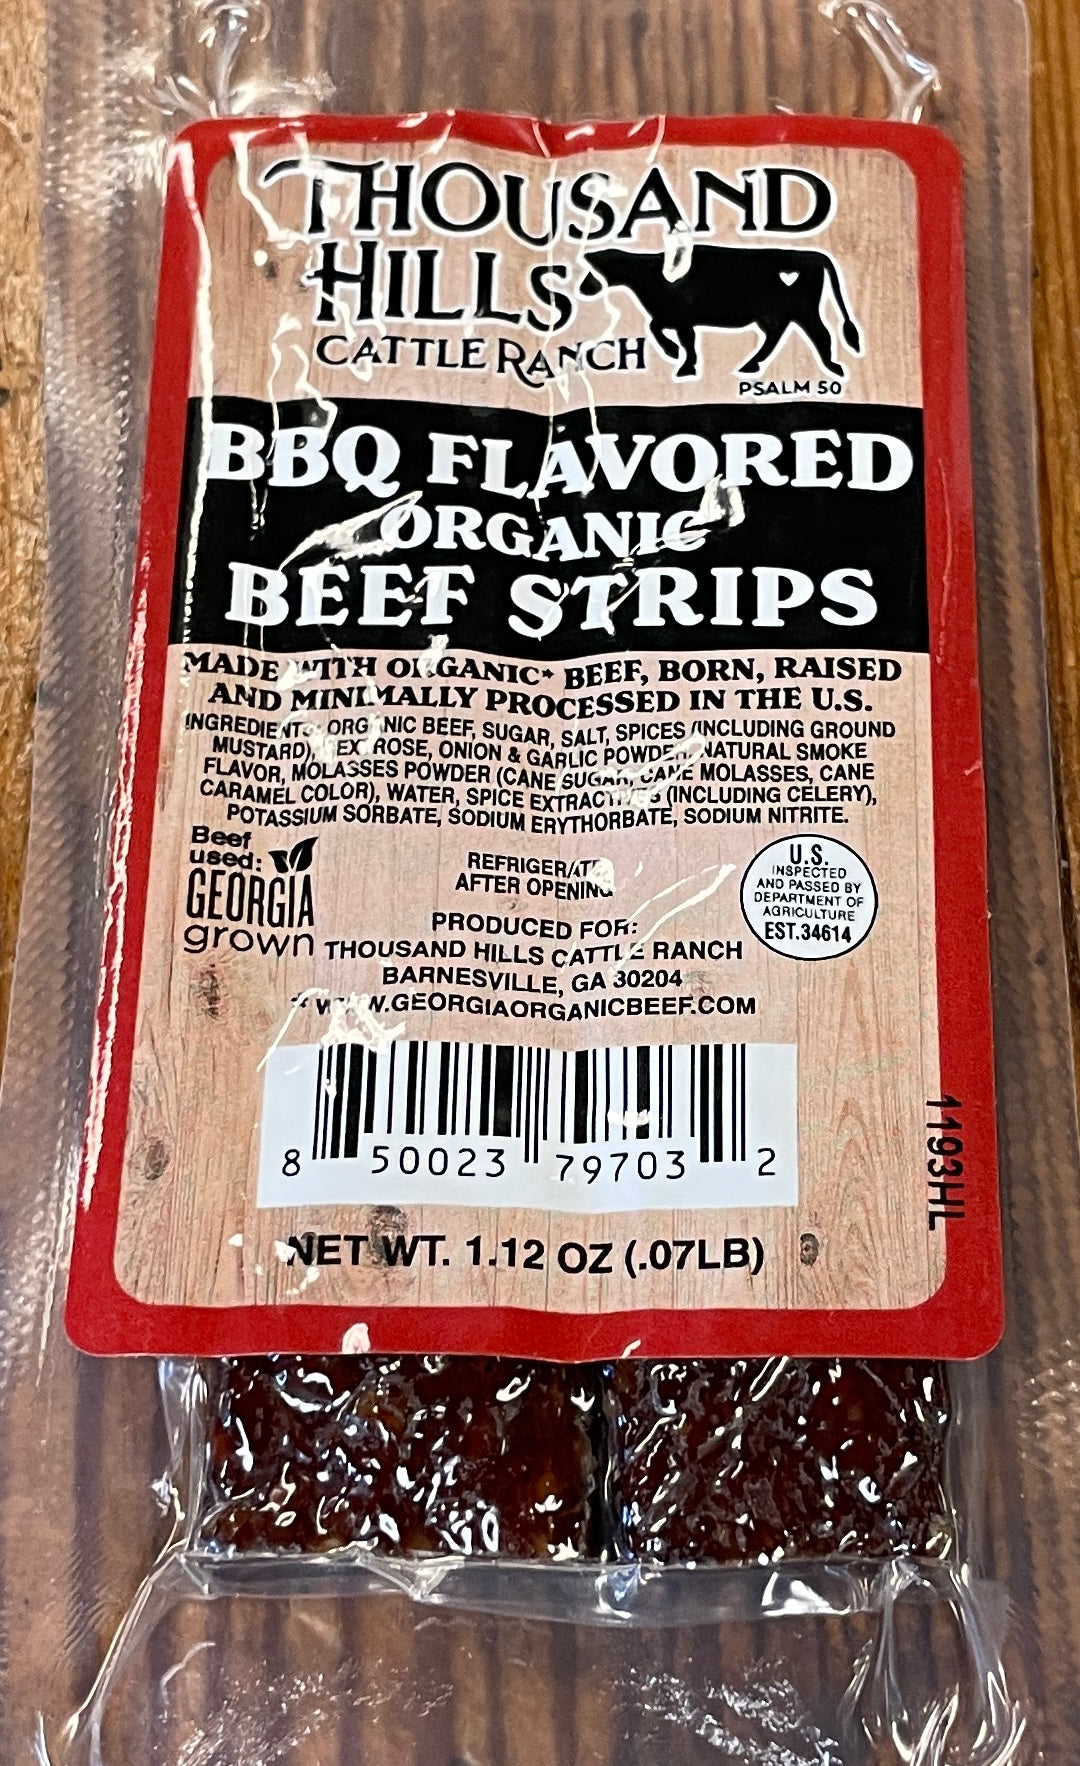 THOUSAND
HILLS
CATTLE RANCH
PSALM 50
BBQ FLAVORED
ORGANIC
BEEF STRIPS
MADE WITH ORGANIC* BEEF, BORN, RAISED
AND MINIMALLY PROCESSED IN THE U.S.
INGREDIENTS: ORGANIC BEEF, SUGAR, SALT, SPICES (INCLUDING GROUND
MUSTARD), DEXTROSE, ONION & GARLIC POWDER, NATURAL SMOKE
FLAVOR, MOLASSES POWDER (CANE SUGAR, CANE MOLASSES, CANE
CARAMEL COLOR), WATER, SPICE EXTRACTIVES (INCLUDING CELERY),
POTASSIUM SORBATE, SODIUM ERYTHORBATE, SODIUM NITRITE.
Beef
used:
GEORGIA
grown
REFRIGERATE
AFTER OPENING
U.S.
INSPECTED
AND PASSED BY
DEPARTMENT OF
AGRICULTURE
EST.34614
PRODUCED FOR:
THOUSAND HILLS CATTLE RANCH
BARNESVILLE, GA 30204
* WWW.GEORGIAORGANICBEEF.COM
8 50023 79703 2
1193HL
NET WT. 1.12 OZ (.07LB)